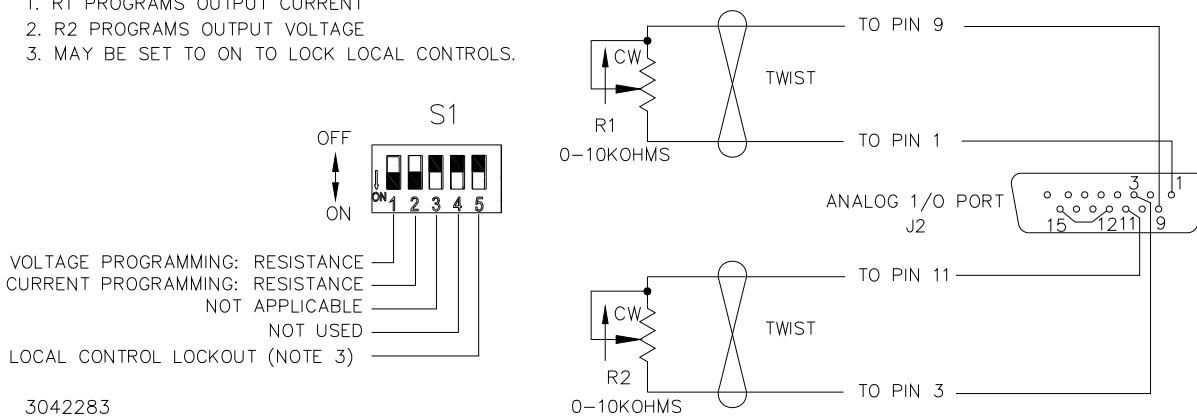 1. R1 PROGRAMS OUTPUT CURRENT
2. R2 PROGRAMS OUTPUT VOLTAGE
3. MAY BE SET TO ON TO LOCK LOCAL CONTROLS.
S1
OFF
ON
ON
1 2 3 4 5
VOLTAGE PROGRAMMING: RESISTANCE
CURRENT PROGRAMMING: RESISTANCE
NOT APPLICABLE
NOT USED
LOCAL CONTROL LOCKOUT (NOTE 3)
3042283
TO PIN 9
CW
TWIST
R1
0-10KOHMS
TO PIN 1
ANALOG 1/O PORT
J2
3 1
15 12 11 9
TO PIN 11
CW
TWIST
R2
0-10KOHMS
TO PIN 3